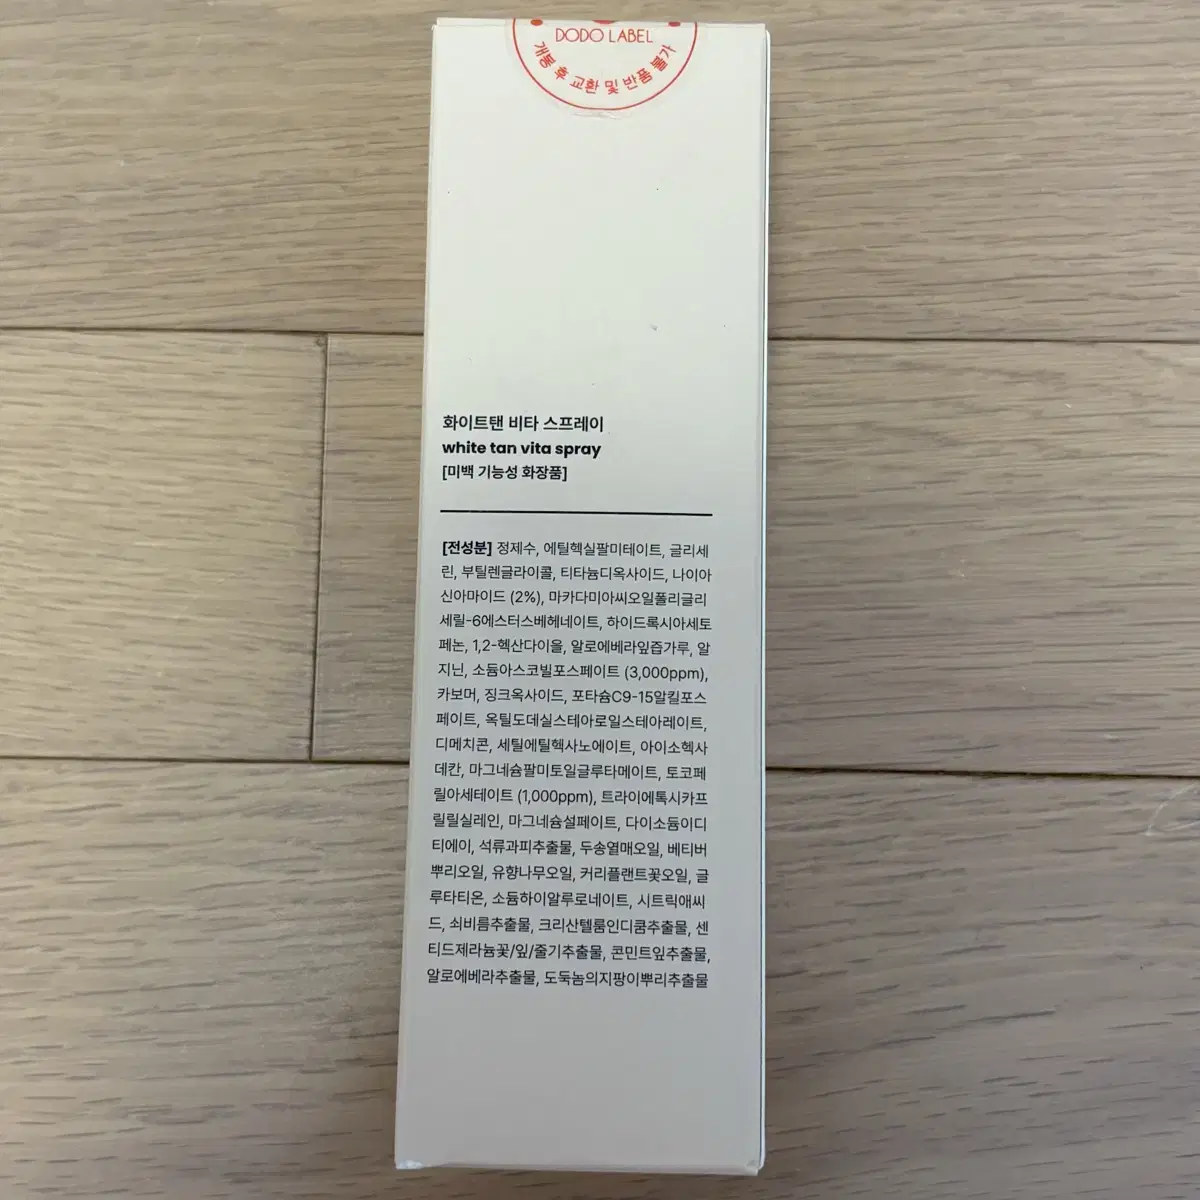 DODO LABEL
개봉 후 교환 및 반품 불가
화이트탠 비타 스프레이
white tan vita spray
[미백 기능성 화장품]
[전성분] 정제수, 에틸헥실팔미테이트, 글리세
린, 부틸렌글라이콜, 티타늄디옥사이드, 나이아
신아마이드 (2%), 마카다미아씨오일폴리글리
세릴-6에스터스베헤네이트, 하이드록시아세토
페논, 1,2-헥산다이올, 알로에베라잎즙가루, 알
지닌, 소듐아스코빌포스페이트 (3,000ppm),
카보머, 징크옥사이드, 포타슘C9-15알킬포스
페이트, 옥틸도데실스테아로일스테아레이트,
디메치콘, 세틸에틸헥사노에이트, 아이소헥사
데칸, 마그네슘팔미토일글루타메이트, 토코페
릴아세테이트 (1,000ppm), 트라이에톡시카프
릴릴실레인, 마그네슘설페이트, 다이소듐이디
티에이, 석류과피추출물, 두송열매오일, 베티버
뿌리오일, 유향나무오일, 커리플랜트꽃오일, 글
루타티온, 소듐하이알루로네이트, 시트릭애씨
드, 쇠비름추출물, 크리산텔룸인디쿰추출물, 센
티드제라늄꽃/잎/줄기추출물, 콘민트잎추출물,
알로에베라추출물, 도둑놈의지팡이뿌리추출물